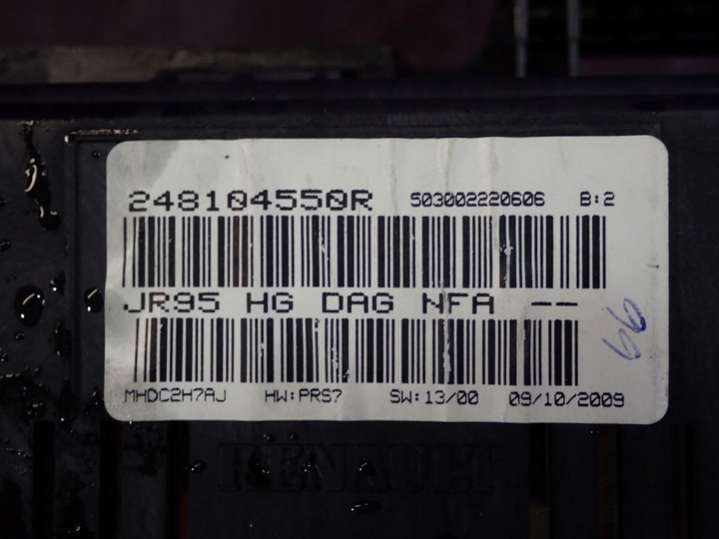 248104550R 503002220606 B:2
JR95 HG DAG NFA --
MHDC2H7AJ HW:PRS7 SW:13/00 09/10/2009
66
RENAULT